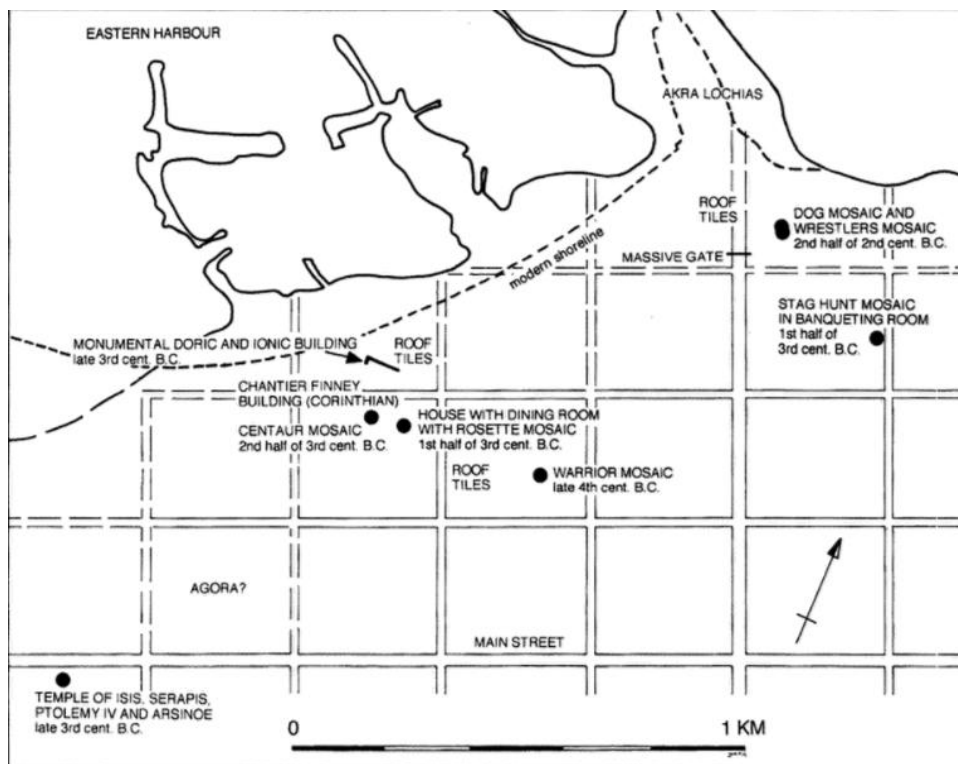 EASTERN HARBOUR
AKRA LOCHIAS
ROOF
TILES
DOG MOSAIC AND
WRESTLERS MOSAIC
2nd half of 2nd cent. B.C.
MASSIVE GATE
modern shoreline
STAG HUNT MOSAIC
IN BANQUETING ROOM
1st half of
3rd cent. B.C.
MONUMENTAL DORIC AND IONIC BUILDING
late 3rd cent. B.C.
ROOF
TILES
CHANTIER FINNEY
BUILDING (CORINTHIAN)
CENTAUR MOSAIC
2nd half of 3rd cent. B.C.
HOUSE WITH DINING ROOM
WITH ROSETTE MOSAIC
1st half of 3rd cent. B.C.
ROOF
TILES
WARRIOR MOSAIC
late 4th cent. B.C.
AGORA?
MAIN STREET
TEMPLE OF ISIS, SERAPIS,
PTOLEMY IV AND ARSINOE
late 3rd cent. B.C.
0
1 KM